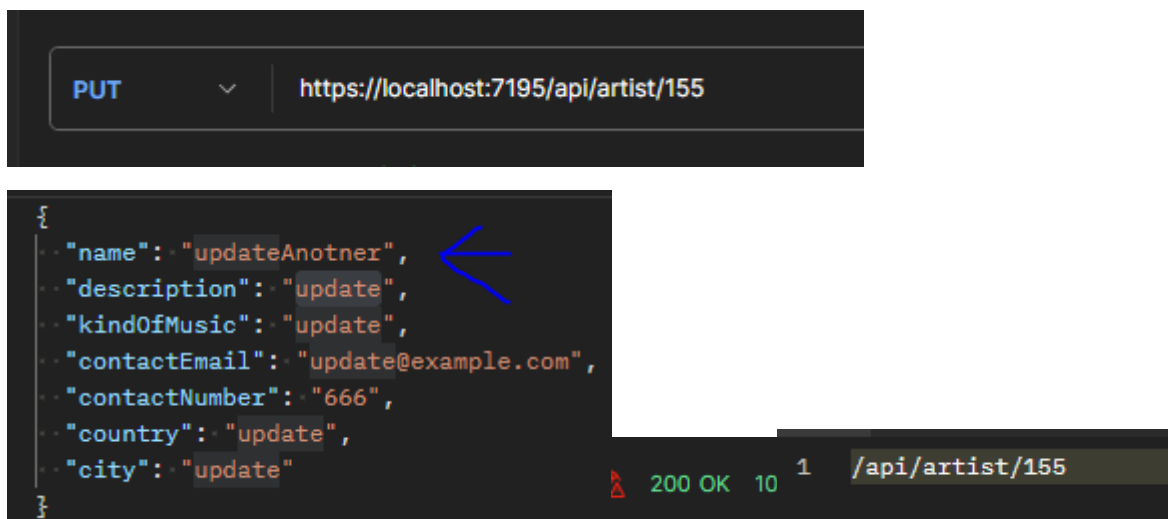 PUT https://localhost:7195/api/artist/155
{
"name": "updateAnotner",
"description": "update",
"kindOfMusic": "update",
"contactEmail": "update@example.com",
"contactNumber": "666",
"country": "update",
"city": "update"
}
200 OK 10
1 /api/artist/155